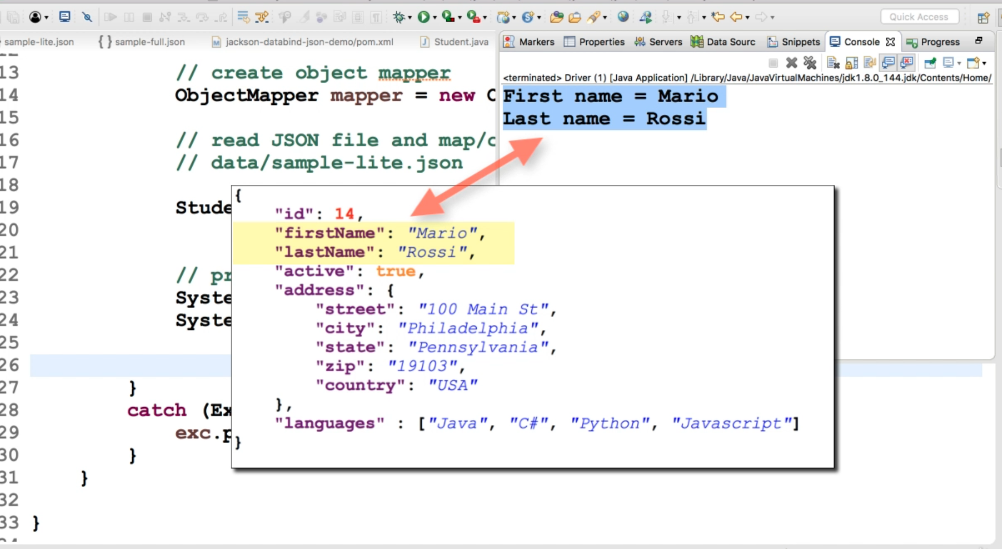 Quick Access
sample-lite.json
sample-full.json
jackson-databind-json-demo/pom.xml
Student.java
Markers
Properties
Servers
Data Sourc
Snippets
Console
Progress
<terminated> Driver (1) [Java Application] /Library/Java/JavaVirtualMachines/jdk1.8.0_144.jdk/Contents/Home/
First name = Mario
Last name = Rossi
13 // create object mapper
14 ObjectMapper mapper = new
15
16 // read JSON file and map/
17 // data/sample-lite.json
18
19 Stude
20
21
22 // pr
23 Syste
24 Syste
25
26
27 }
28 catch (Ex
29 exc.p
30 }
31 }
32
33 }
{
"id": 14,
"firstName": "Mario",
"lastName": "Rossi",
"active": true,
"address": {
"street": "100 Main St",
"city": "Philadelphia",
"state": "Pennsylvania",
"zip": "19103",
"country": "USA"
},
"languages" : ["Java", "C#", "Python", "Javascript"]
}